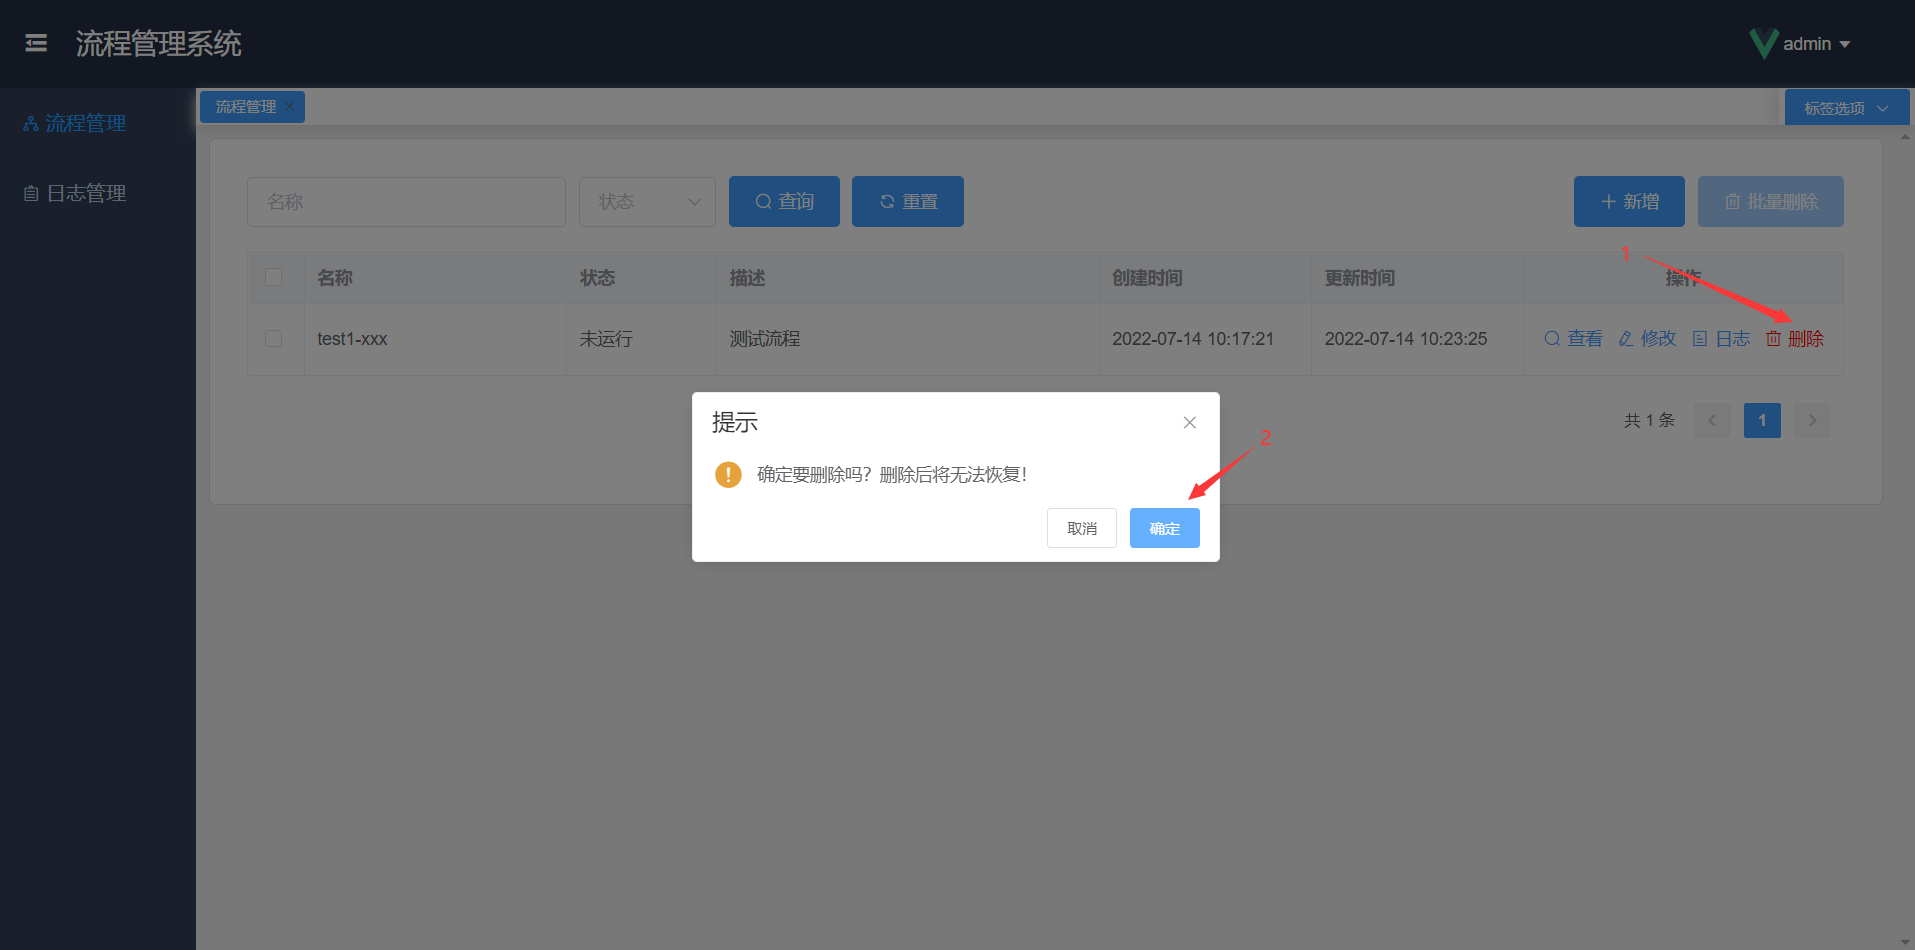 流程管理系统
admin
流程管理
日志管理
流程管理
标签选项
名称
状态
查询
重置
新增
批量删除
1
名称 状态 描述 创建时间 更新时间 操作
test1-xxx 未运行 测试流程 2022-07-14 10:17:21 2022-07-14 10:23:25 查看 修改 日志 删除
共 1 条 1
提示
2
确定要删除吗？删除后将无法恢复！
取消 确定